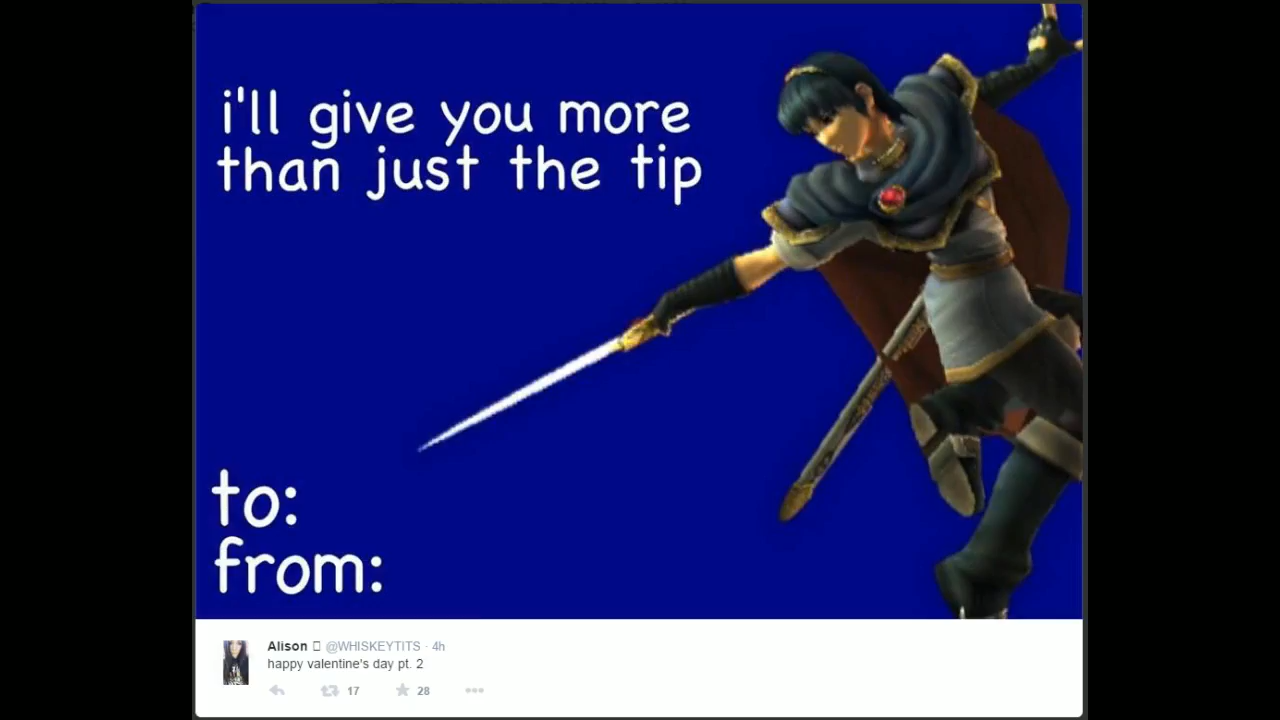 i'll give you more
than just the tip
to:
from:
Alison @WHISKEYTITS · 4h
happy valentine's day pt. 2
17 28